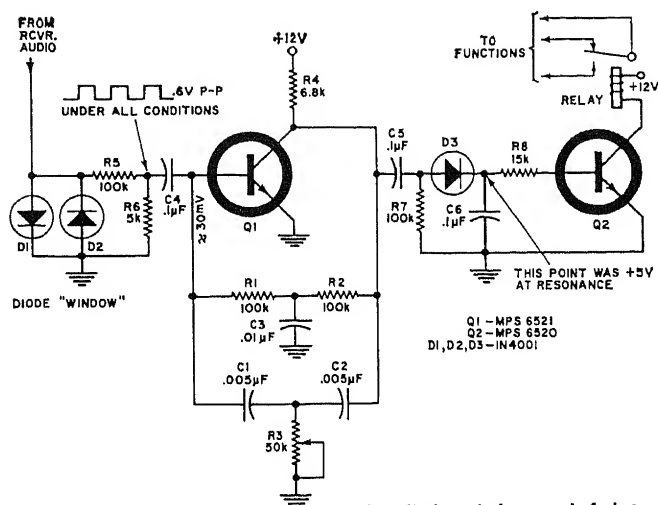 FROM
RCVR.
AUDIO
.6V P-P
UNDER ALL CONDITIONS
R5
100k
R6
5k
C4
.1µF
D1
D2
DIODE "WINDOW"
≈30mV
+12V
R4
6.8k
Q1
R1
100k
R2
100k
C3
.01µF
C1
.005µF
C2
.005µF
R3
50k
C5
.1µF
D3
R7
100k
C6
.1µF
R8
15k
Q2
TO
FUNCTIONS
RELAY
+12V
THIS POINT WAS +5V
AT RESONANCE
Q1-MPS 6521
Q2-MPS 6520
D1,D2,D3-IN4001